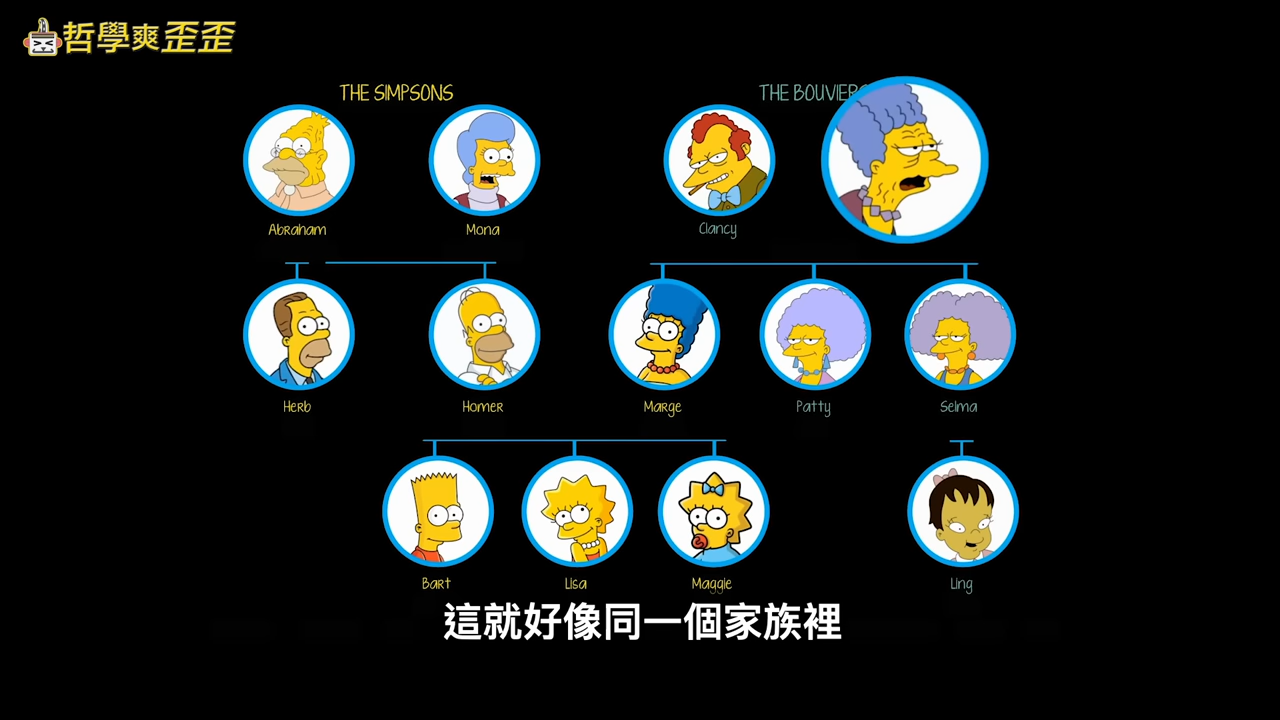 哲學爽歪歪
THE SIMPSONS
THE BOUVIERS
Abraham
Mona
Clancy
Herb
Homer
Marge
Patty
Selma
Bart
Lisa
Maggie
Ling
這就好像同一個家族裡